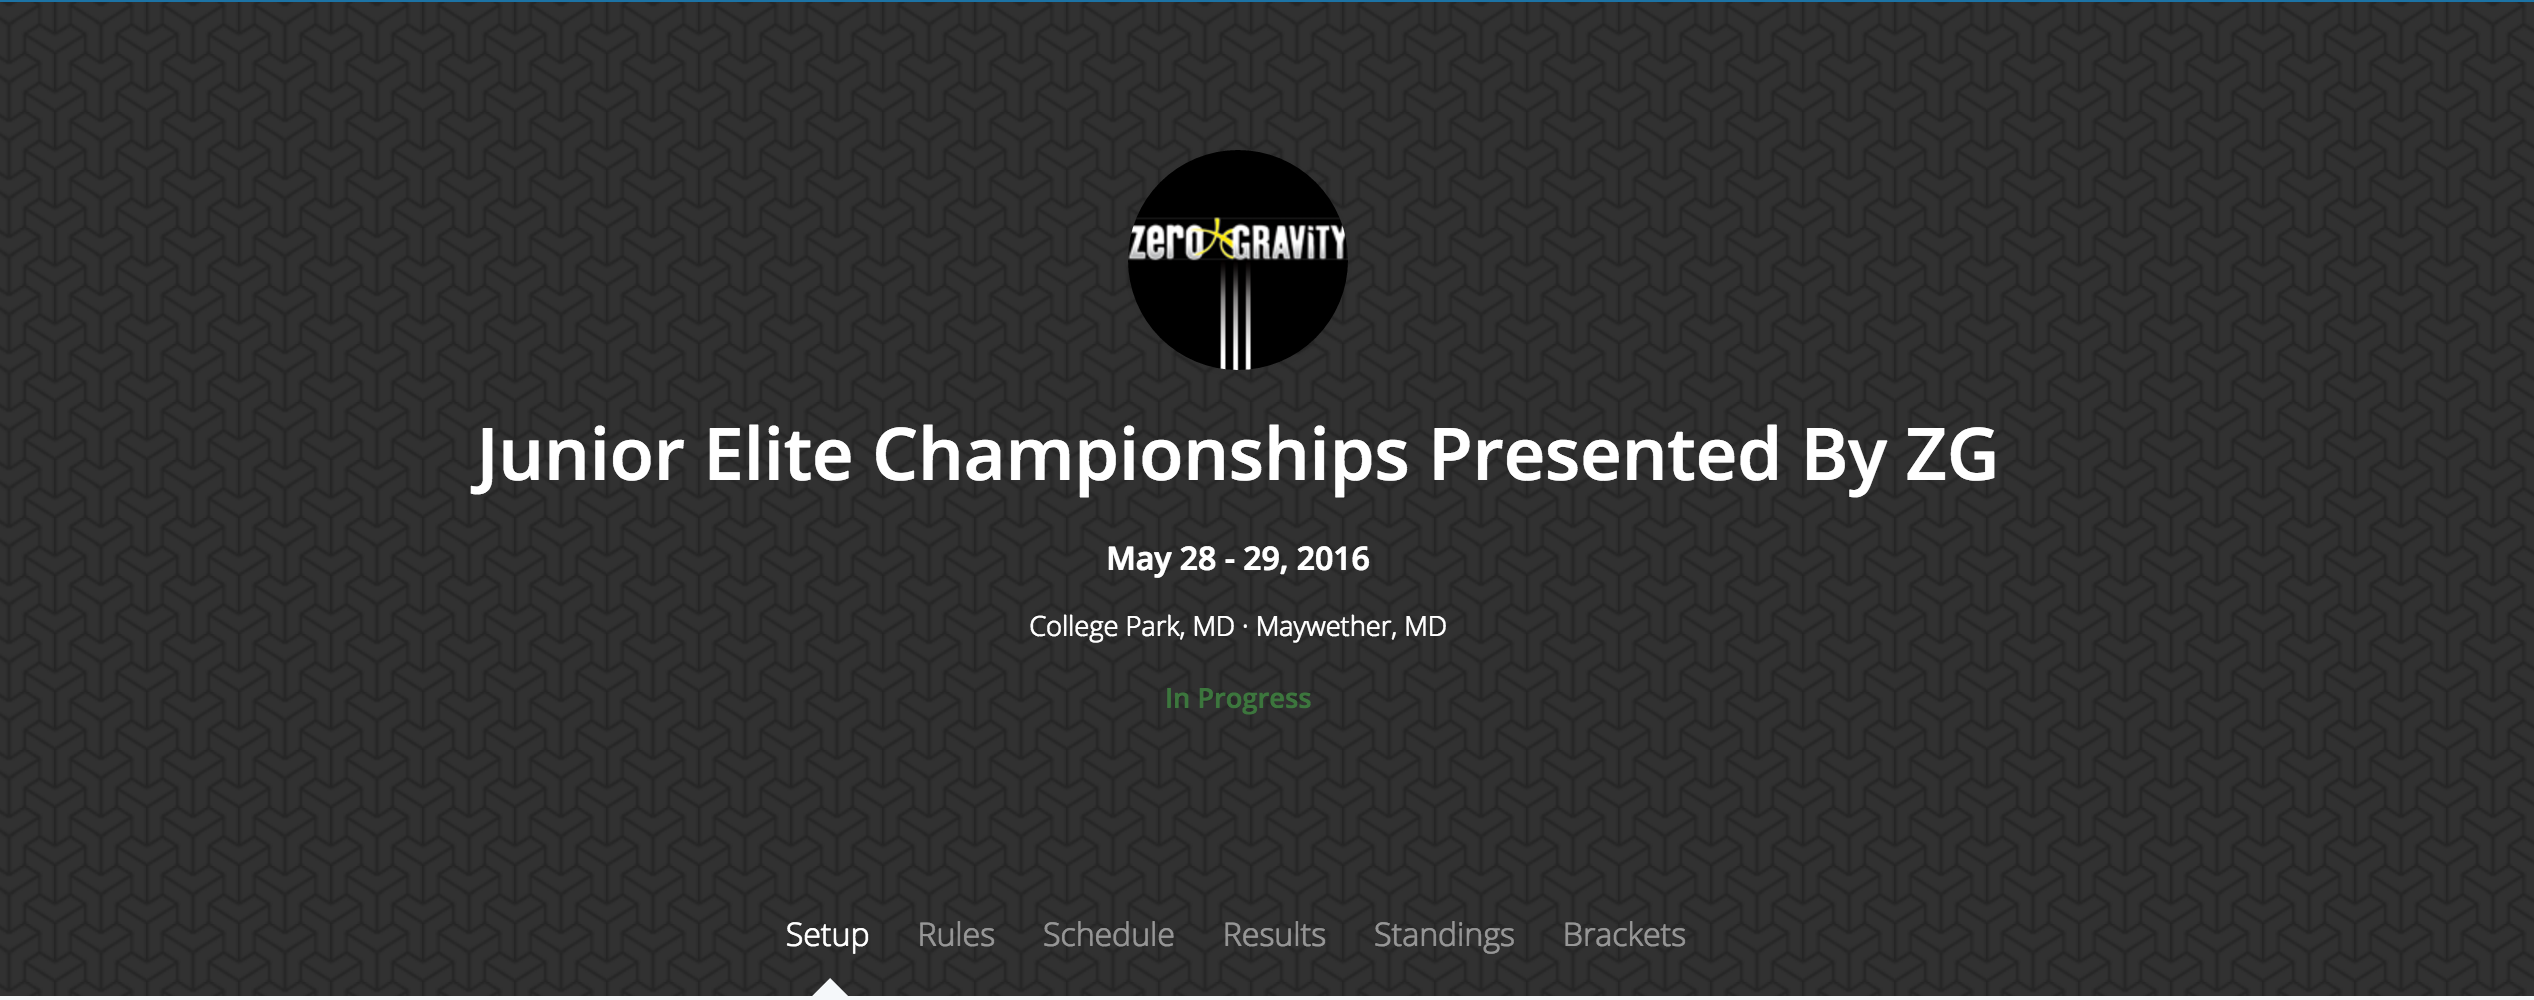 zero GRAViTY
Junior Elite Championships Presented By ZG
May 28 - 29, 2016
College Park, MD · Maywether, MD
In Progress
Setup Rules Schedule Results Standings Brackets